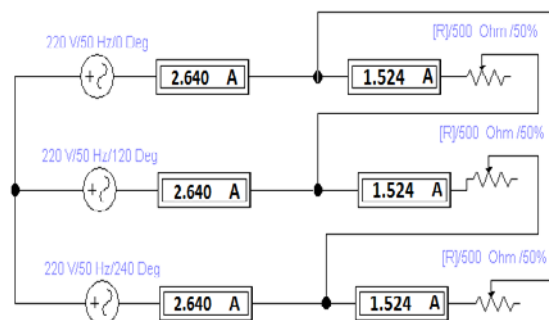 [R]/500 Ohm /50%
220 V/50 Hz/0 Deg
2.640 A
1.524 A
[R]/500 Ohm /50%
220 V/50 Hz/120 Deg
2.640 A
1.524 A
[R]/500 Ohm /50%
220 V/50 Hz/240 Deg
2.640 A
1.524 A